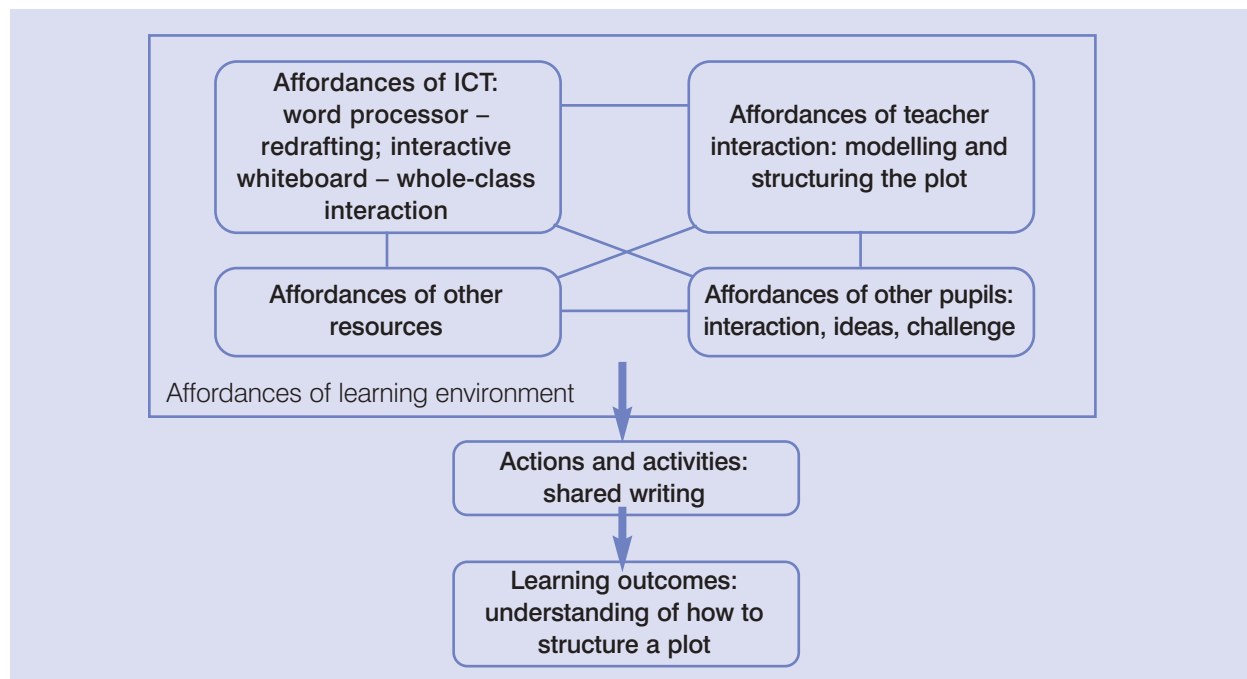 Affordances of ICT:
word processor –
redrafting; interactive
whiteboard – whole-class
interaction
Affordances of teacher
interaction: modelling and
structuring the plot
Affordances of other
resources
Affordances of other pupils:
interaction, ideas, challenge
Affordances of learning environment
Actions and activities:
shared writing
Learning outcomes:
understanding of how to
structure a plot